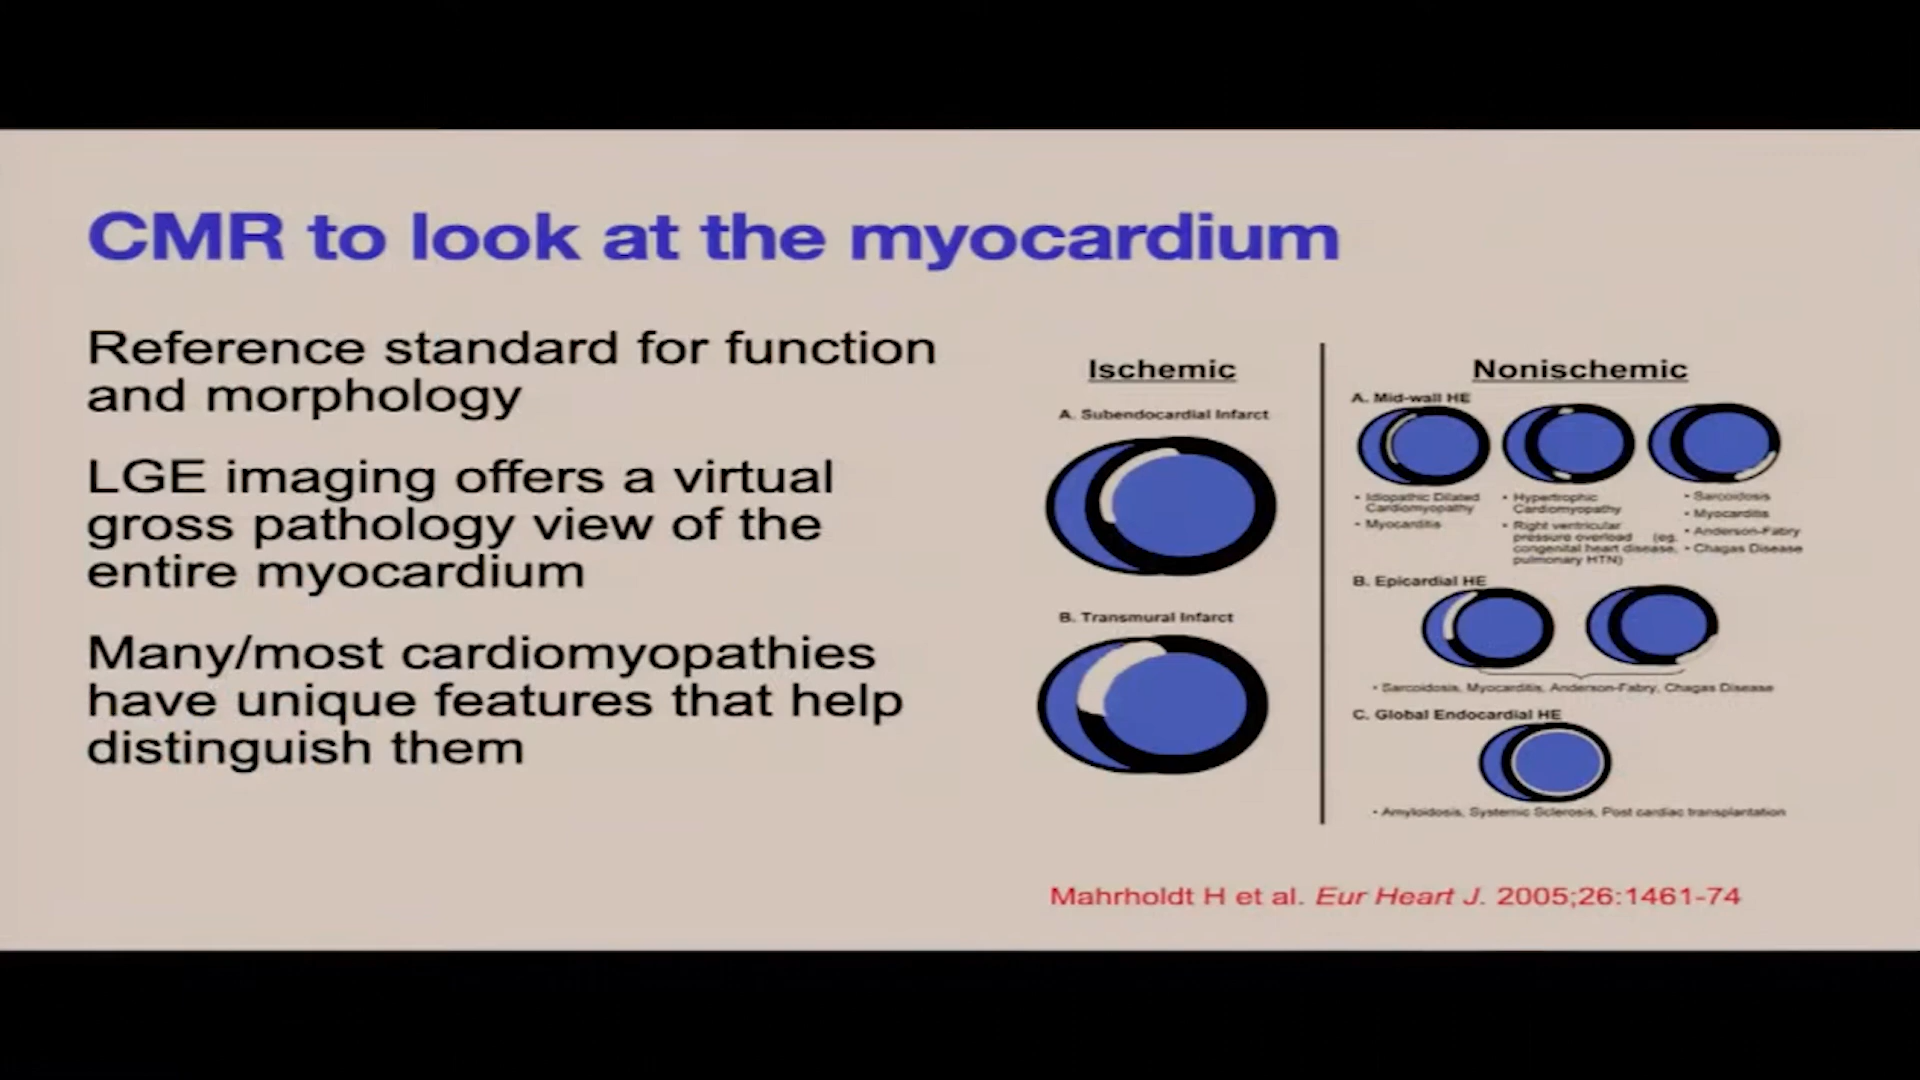 CMR to look at the myocardium
Reference standard for function
and morphology
LGE imaging offers a virtual
gross pathology view of the
entire myocardium
Many/most cardiomyopathies
have unique features that help
distinguish them
Ischemic
A. Subendocardial Infarct
B. Transmural Infarct
Nonischemic
A. Mid-wall HE
• Idiopathic Dilated
Cardiomyopathy
• Myocarditis
• Hypertrophic
Cardiomyopathy
• Right ventricular
pressure overload (eg.
congenital heart disease,
pulmonary HTN)
• Sarcoidosis
• Myocarditis
• Anderson-Fabry
• Chagas Disease
B. Epicardial HE
• Sarcoidosis, Myocarditis, Anderson-Fabry, Chagas Disease
C. Global Endocardial HE
• Amyloidosis, Systemic Sclerosis, Post cardiac transplantation
Mahrholdt H et al. Eur Heart J. 2005;26:1461-74